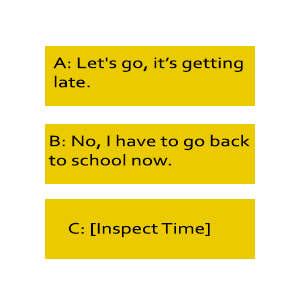 A: Let's go, it’s getting
late.
B: No, I have to go back
to school now.
C: [Inspect Time]